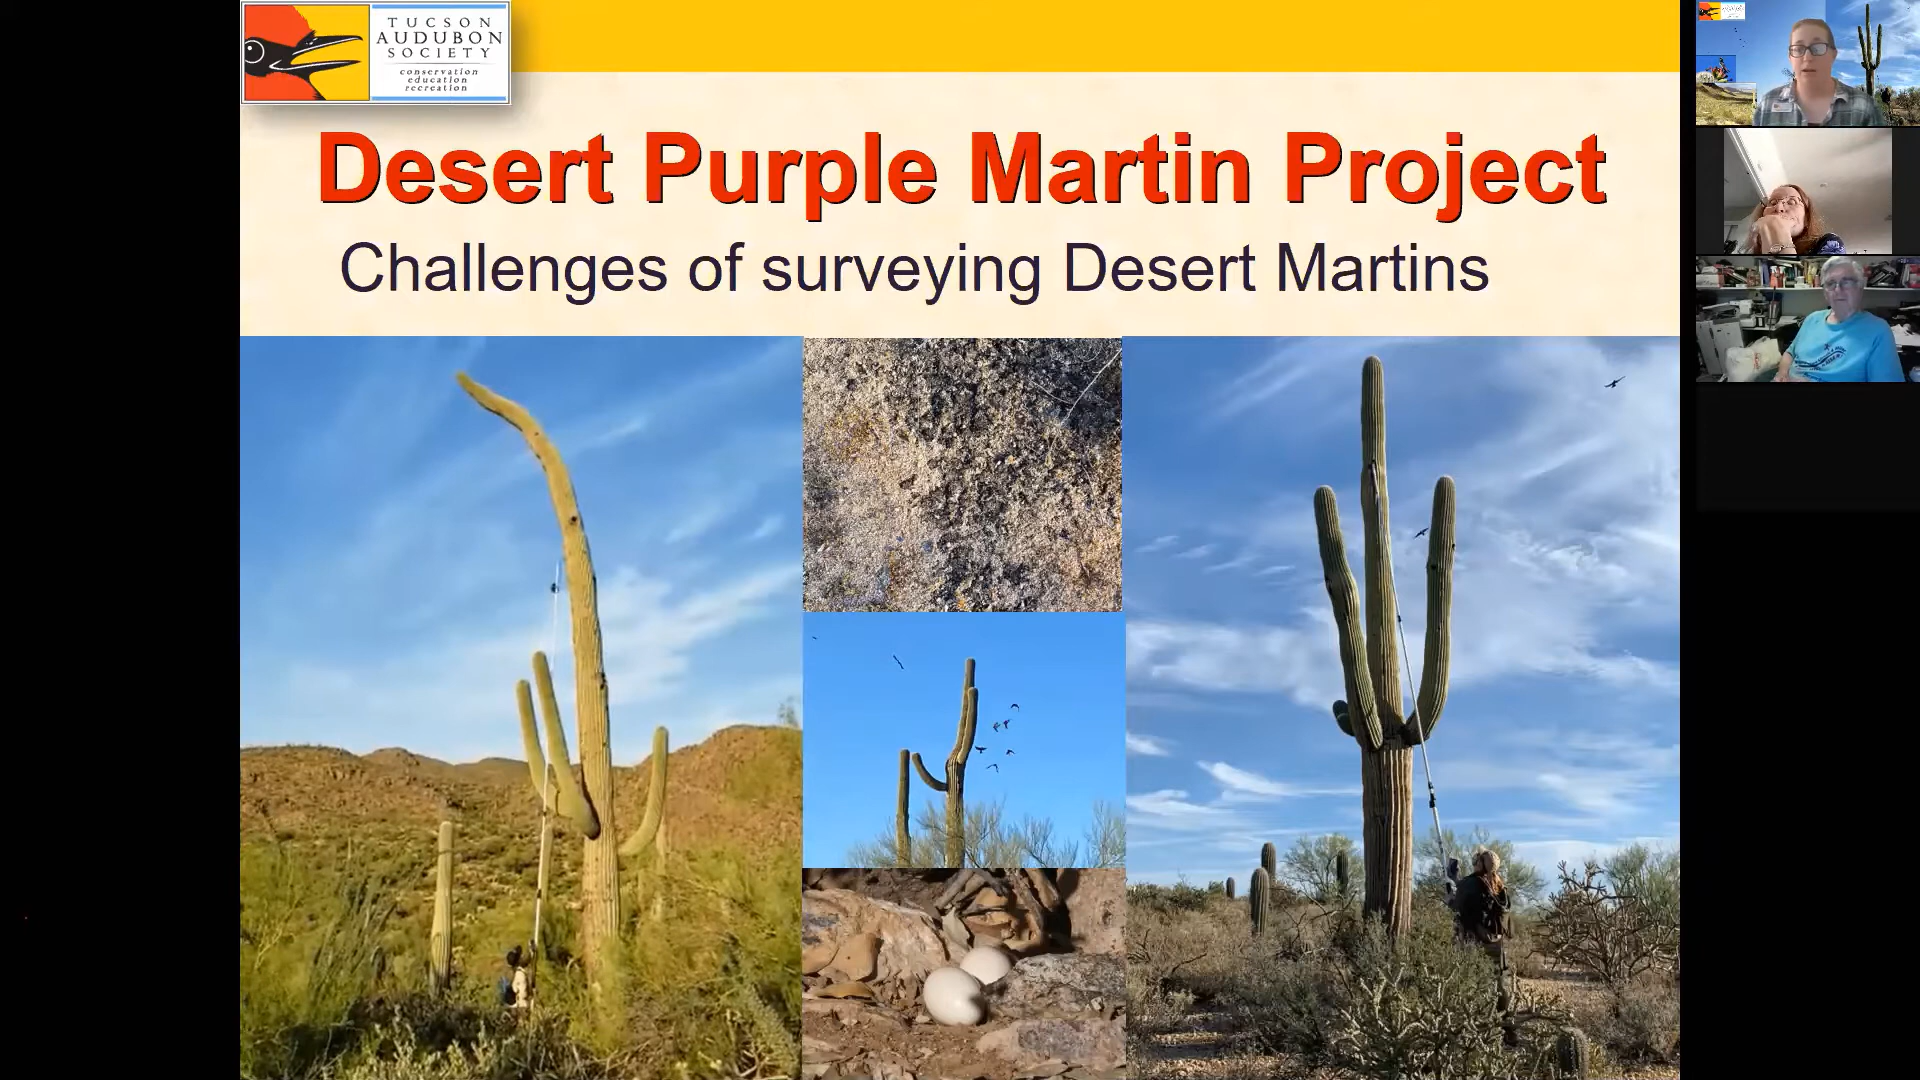 TUCSON
AUDUBON
SOCIETY
conservation
education
recreation
Desert Purple Martin Project
Challenges of surveying Desert Martins